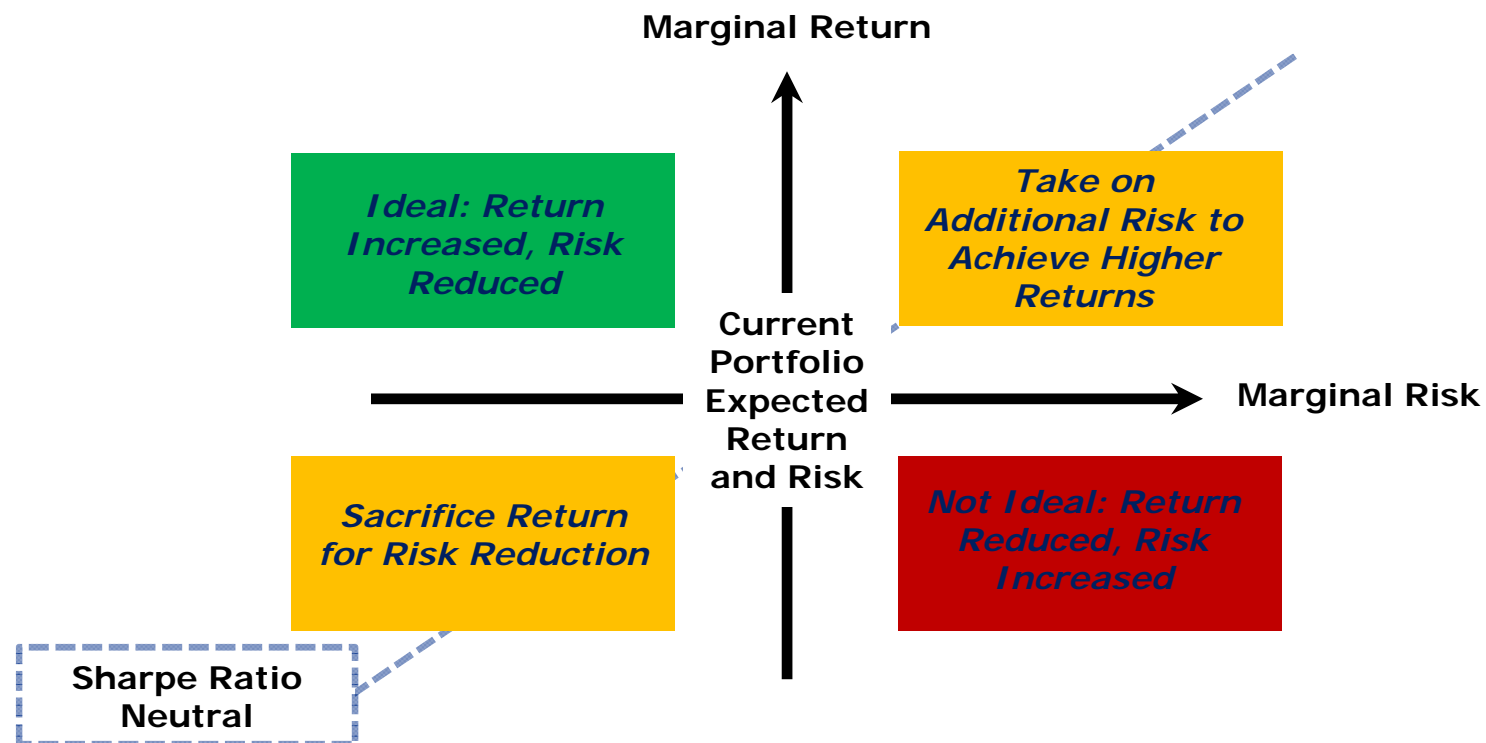 Marginal Return
Ideal: Return
Increased, Risk
Reduced
Take on
Additional Risk to
Achieve Higher
Returns
Current
Portfolio
Expected
Return
and Risk
Marginal Risk
Sacrifice Return
for Risk Reduction
Not Ideal: Return
Reduced, Risk
Increased
Sharpe Ratio
Neutral